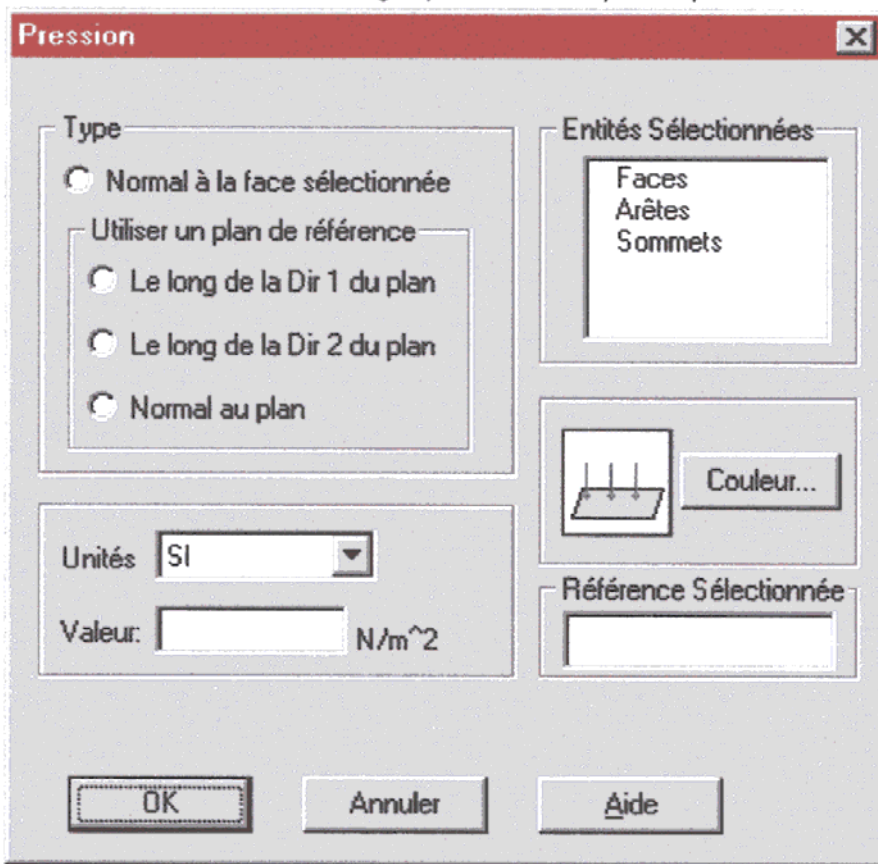 Pression
Type
Normal à la face sélectionnée
Utiliser un plan de référence
Le long de la Dir 1 du plan
Le long de la Dir 2 du plan
Normal au plan
Entités Sélectionnées
Faces
Arêtes
Sommets
Couleur...
Unités SI
Valeur: N/m^2
Référence Sélectionnée
OK Annuler Aide